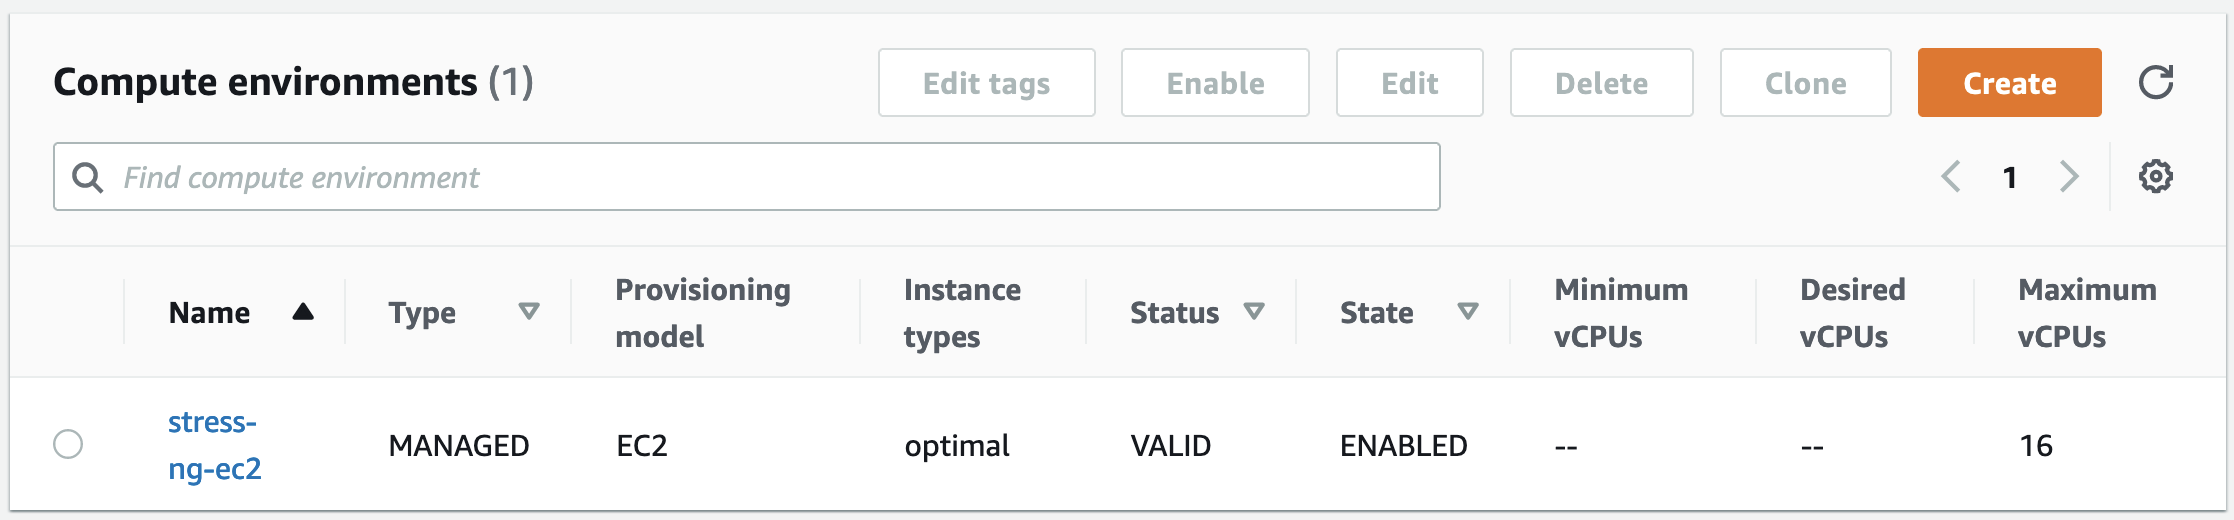 Compute environments (1)
Edit tags
Enable
Edit
Delete
Clone
Create
Find compute environment
1
Name
Type
Provisioning
model
Instance
types
Status
State
Minimum
vCPUs
Desired
vCPUs
Maximum
vCPUs
stress-
ng-ec2
MANAGED
EC2
optimal
VALID
ENABLED
--
--
16